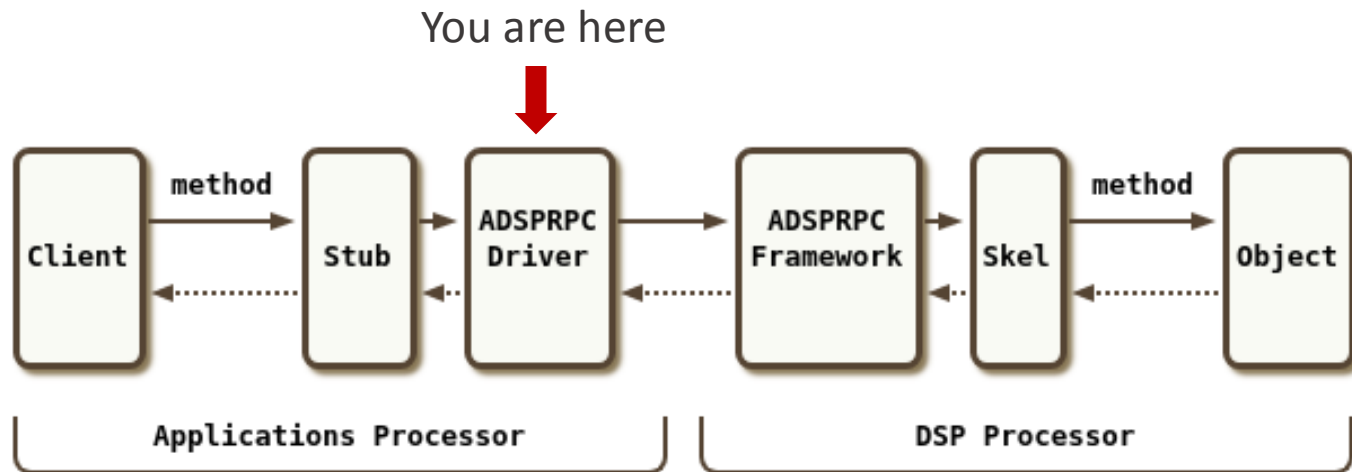 You are here
method
method
Client
Stub
ADSPRPC
Driver
ADSPRPC
Framework
Skel
Object
Applications Processor
DSP Processor